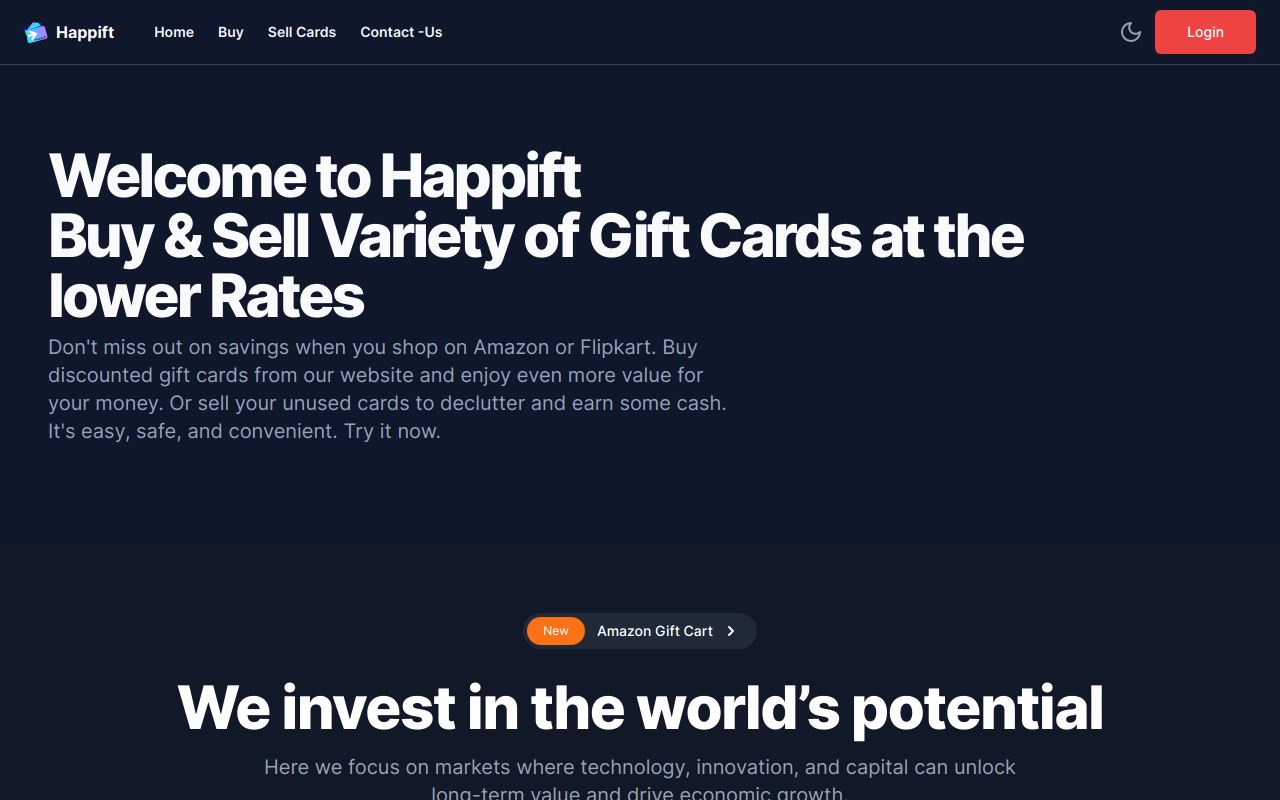 Happift
Home
Buy
Sell Cards
Contact -Us
Login
Welcome to Happift
Buy & Sell Variety of Gift Cards at the
lower Rates
Don't miss out on savings when you shop on Amazon or Flipkart. Buy
discounted gift cards from our website and enjoy even more value for
your money. Or sell your unused cards to declutter and earn some cash.
It's easy, safe, and convenient. Try it now.
New
Amazon Gift Cart
We invest in the world’s potential
Here we focus on markets where technology, innovation, and capital can unlock
long-term value and drive economic growth.